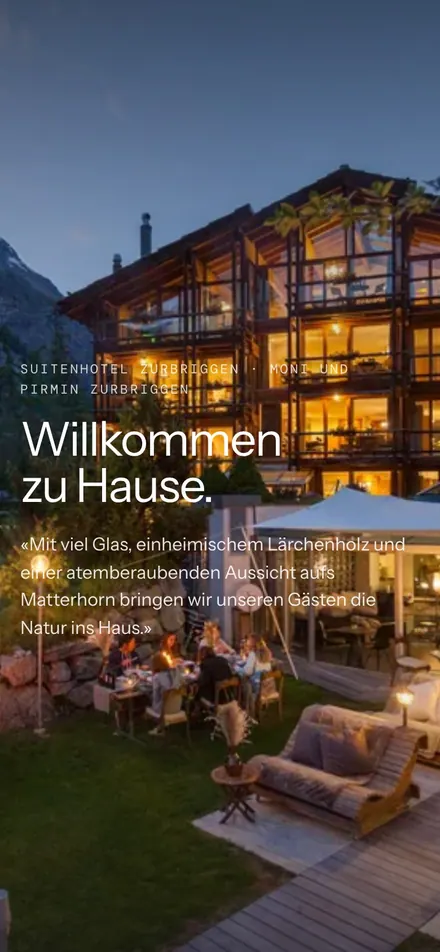 SUITENHOTEL ZURBRIGGEN · MONI UND
PIRMIN ZURBRIGGEN
Willkommen
zu Hause.
«Mit viel Glas, einheimischem Lärchenholz und
einer atemberaubenden Aussicht aufs
Matterhorn bringen wir unseren Gästen die
Natur ins Haus.»